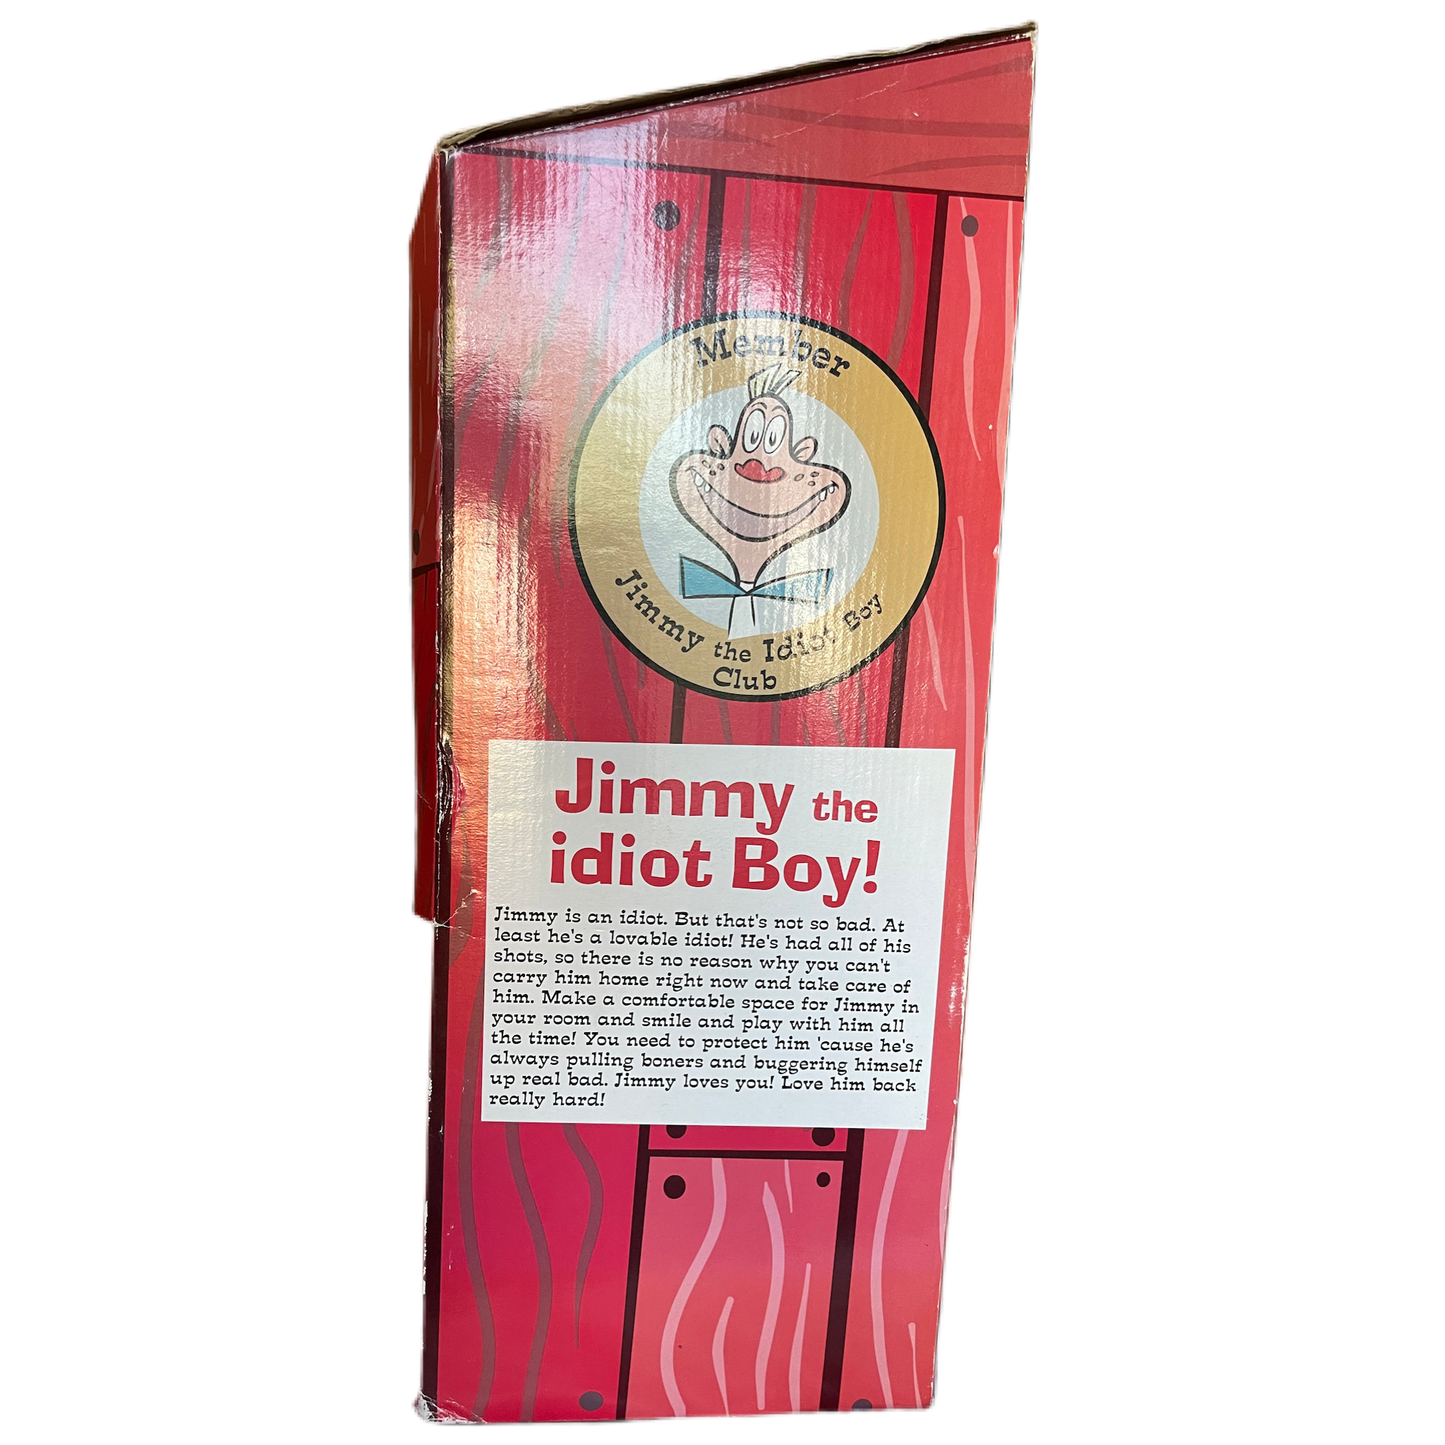 Member
Jimmy the Idiot Boy
Club
Jimmy the
idiot Boy!
Jimmy is an idiot. But that's not so bad. At
least he's a lovable idiot! He's had all of his
shots, so there is no reason why you can't
carry him home right now and take care of
him. Make a comfortable space for Jimmy in
your room and smile and play with him all
the time! You need to protect him 'cause he's
always pulling boners and buggering himself
up real bad. Jimmy loves you! Love him back
really hard!